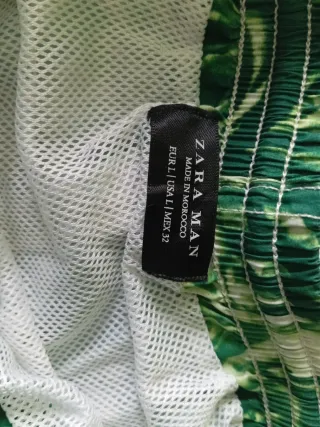 ZARA MAN
MADE IN MOROCCO
EUR L | USA L | MEX 32